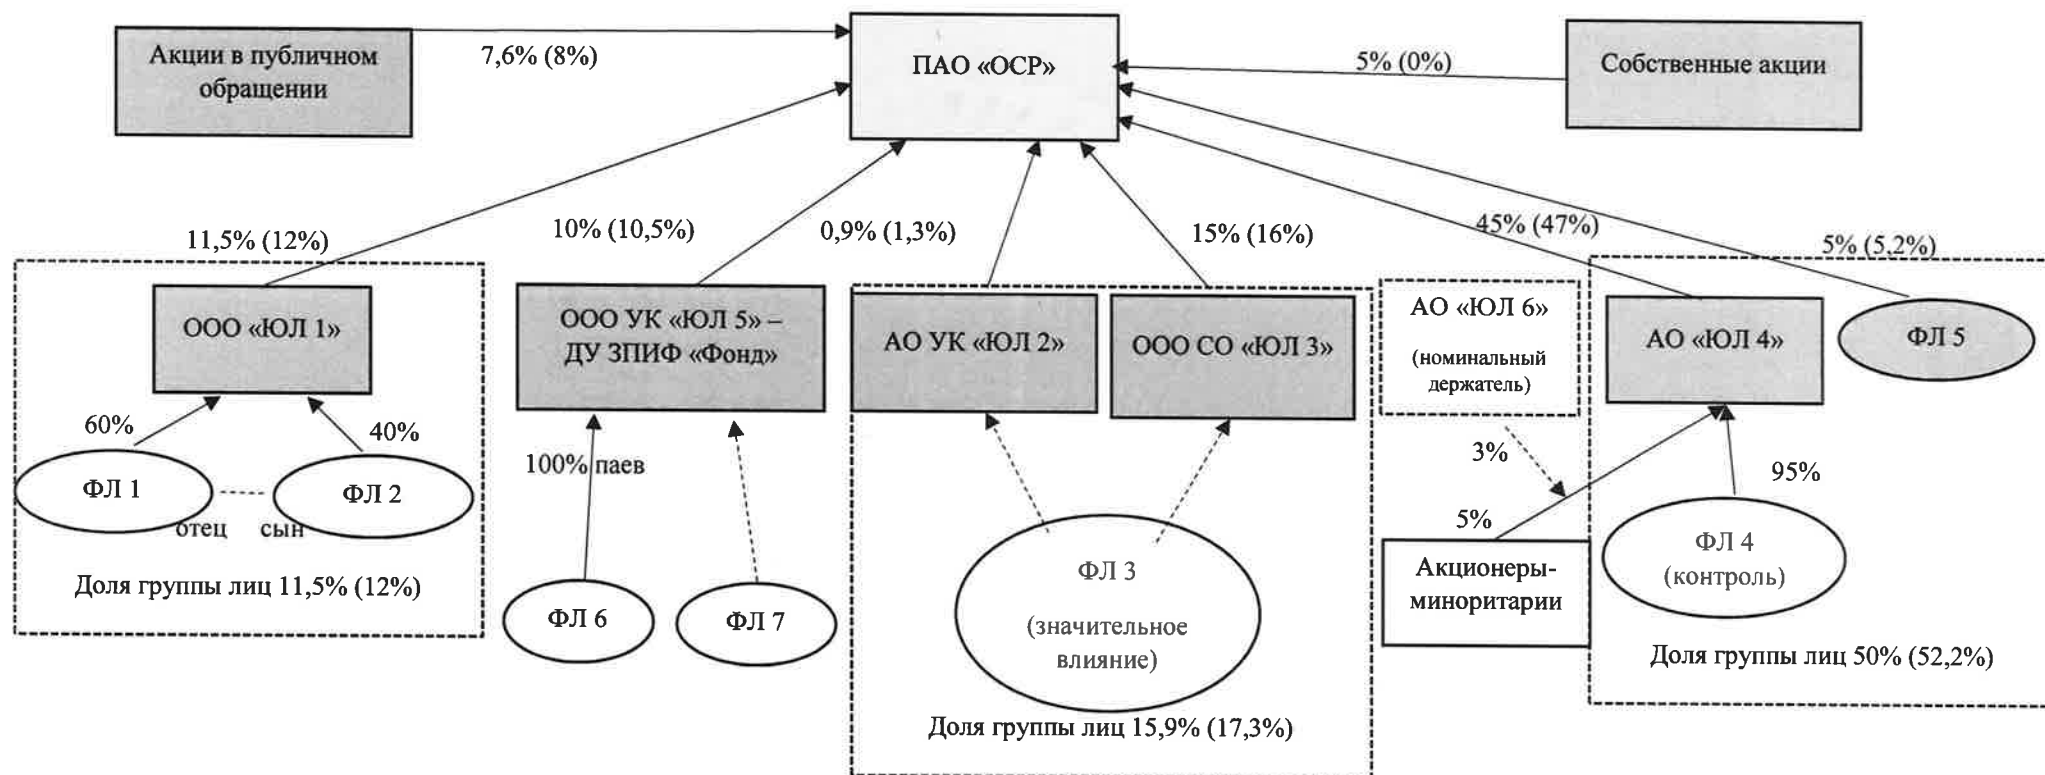 Акции в публичном
обращении
7,6% (8%)
ПАО «ОСР»
5% (0%)
Собственные акции
11,5% (12%)
10% (10,5%)
0,9% (1,3%)
15% (16%)
45% (47%)
5% (5,2%)
ООО «ЮЛ 1»
ООО УК «ЮЛ 5» –
ДУ ЗПИФ «Фонд»
АО УК «ЮЛ 2»
ООО СО «ЮЛ 3»
АО «ЮЛ 6»
(номинальный
держатель)
АО «ЮЛ 4»
ФЛ 5
60%
40%
100% паев
3%
95%
ФЛ 1
ФЛ 2
отец
сын
5%
Доля группы лиц 11,5% (12%)
ФЛ 6
ФЛ 7
ФЛ 3
(значительное
влияние)
Акционеры-
миноритарии
ФЛ 4
(контроль)
Доля группы лиц 50% (52,2%)
Доля группы лиц 15,9% (17,3%)